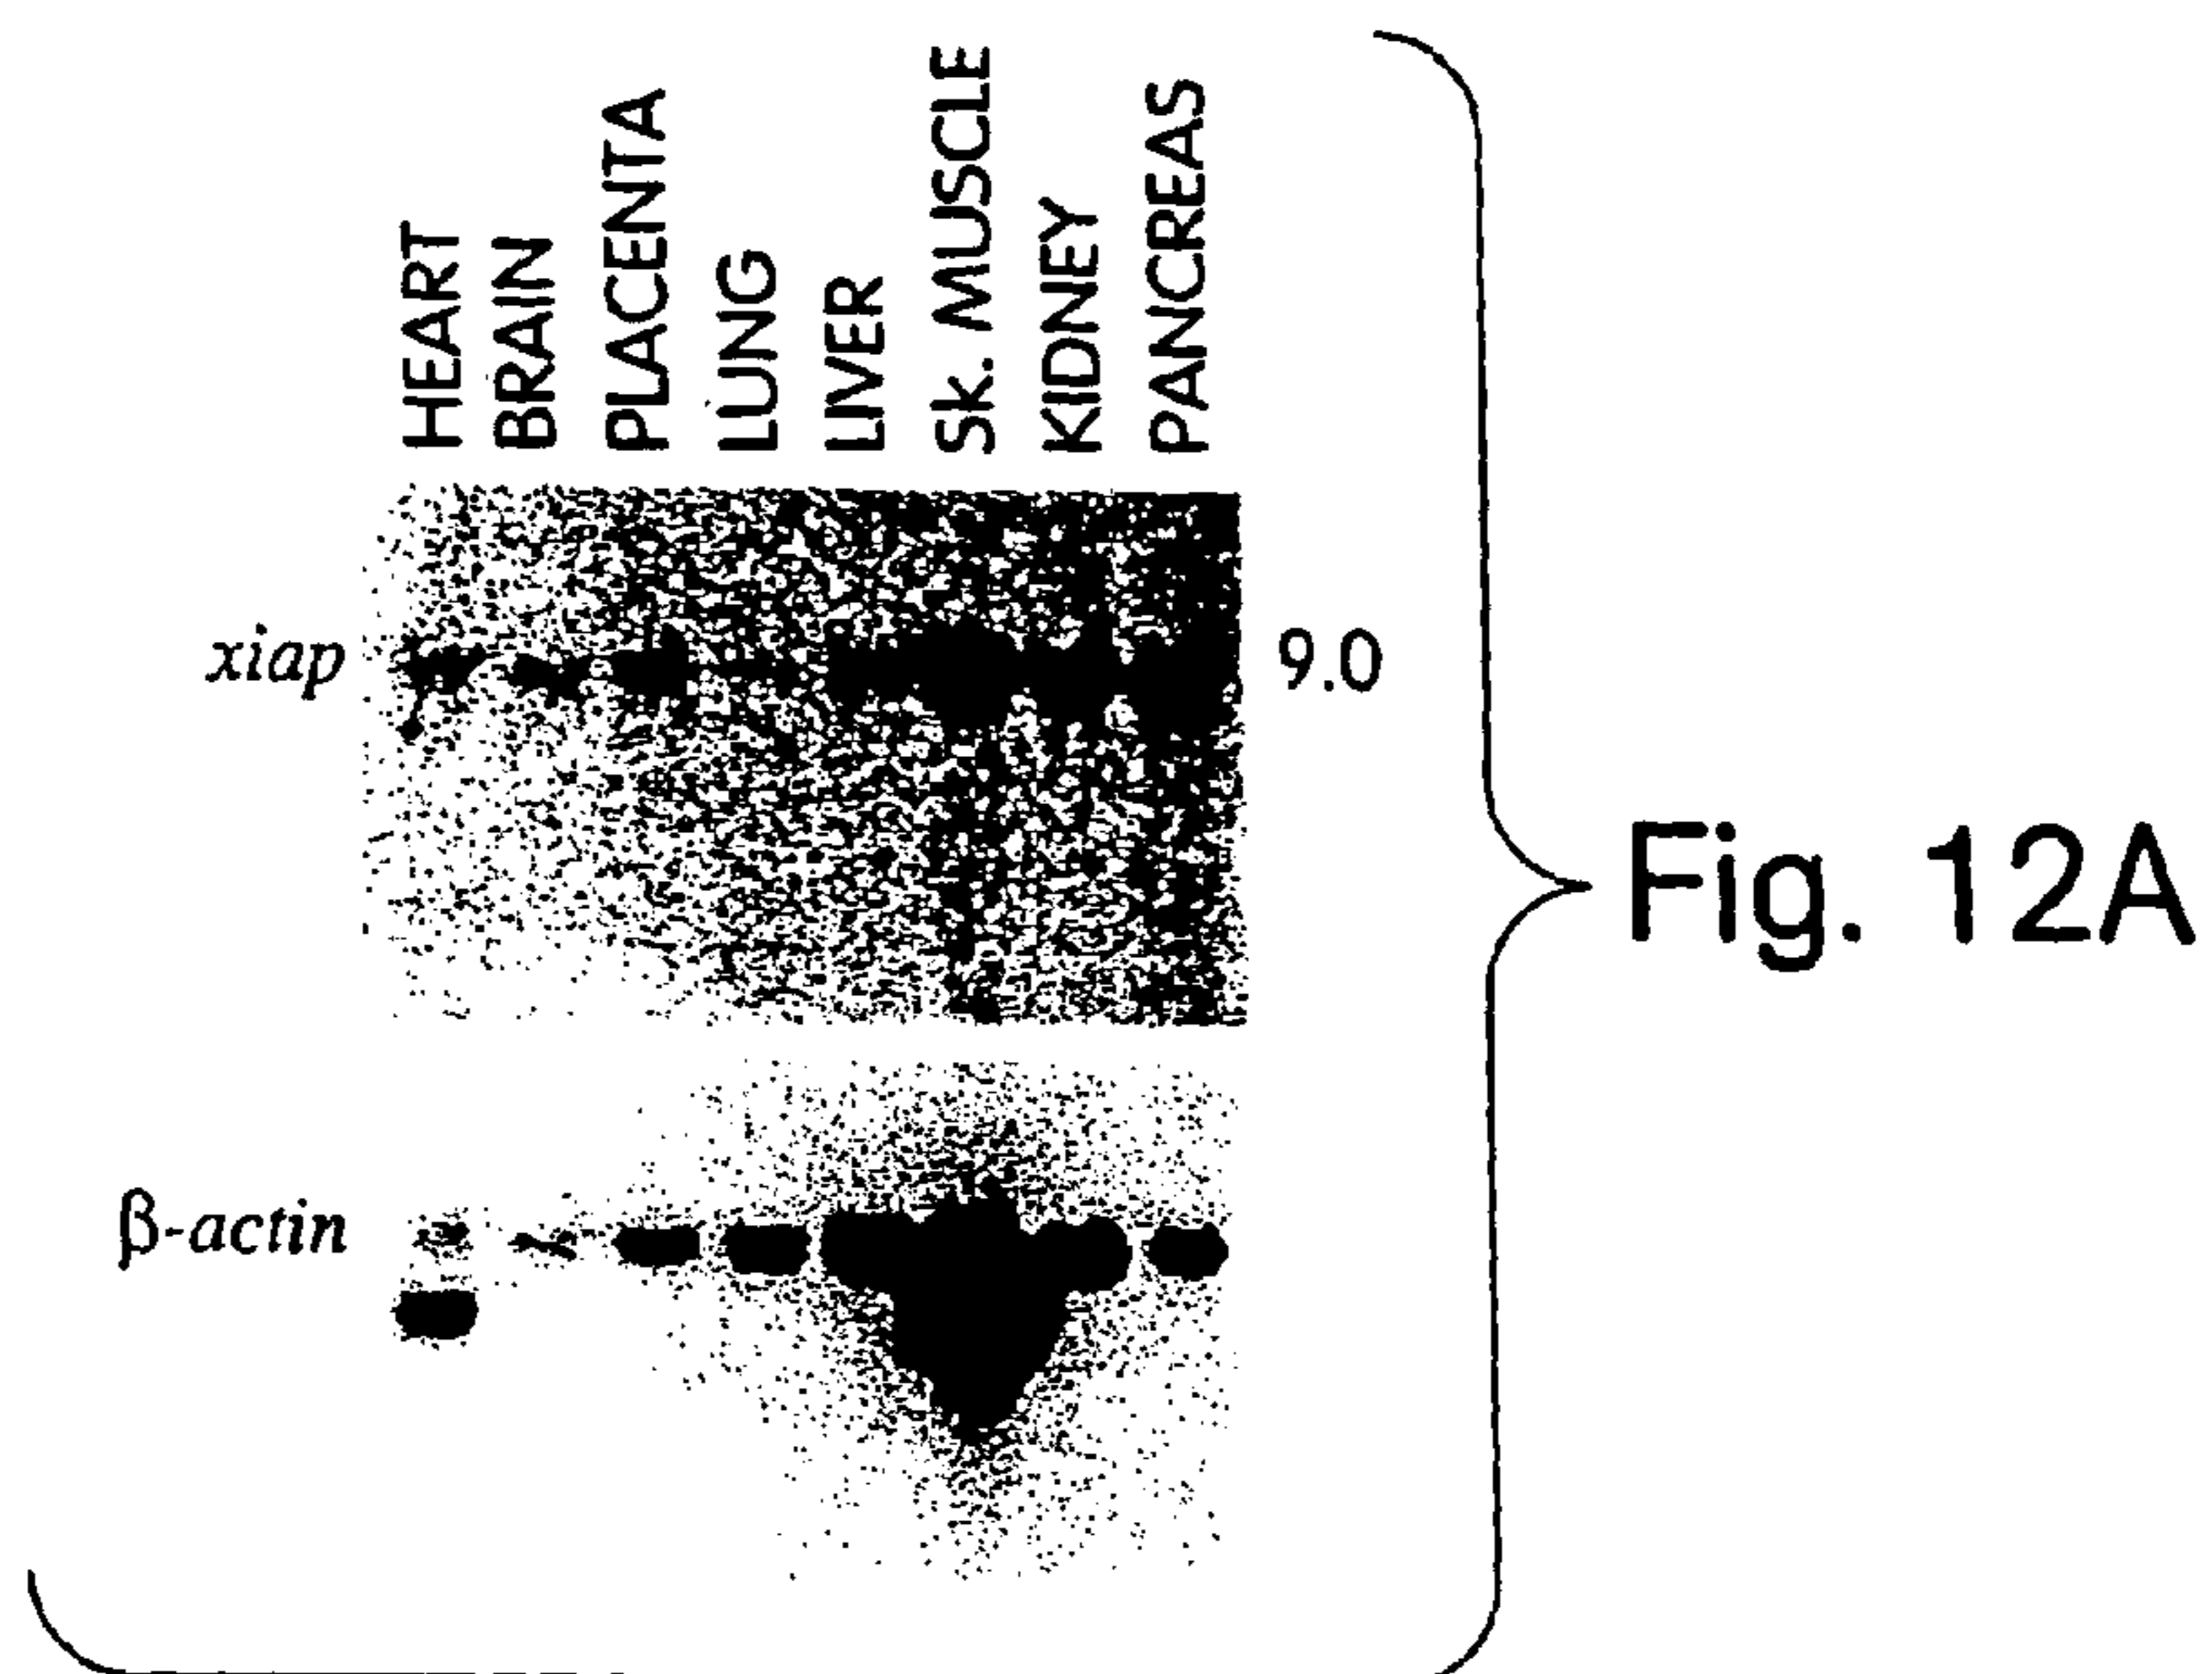 HEART
BRAIN
PLACENTA
LUNG
LIVER
SK. MUSCLE
KIDNEY
PANCREAS
xiap
9.0
Fig. 12A
β-actin